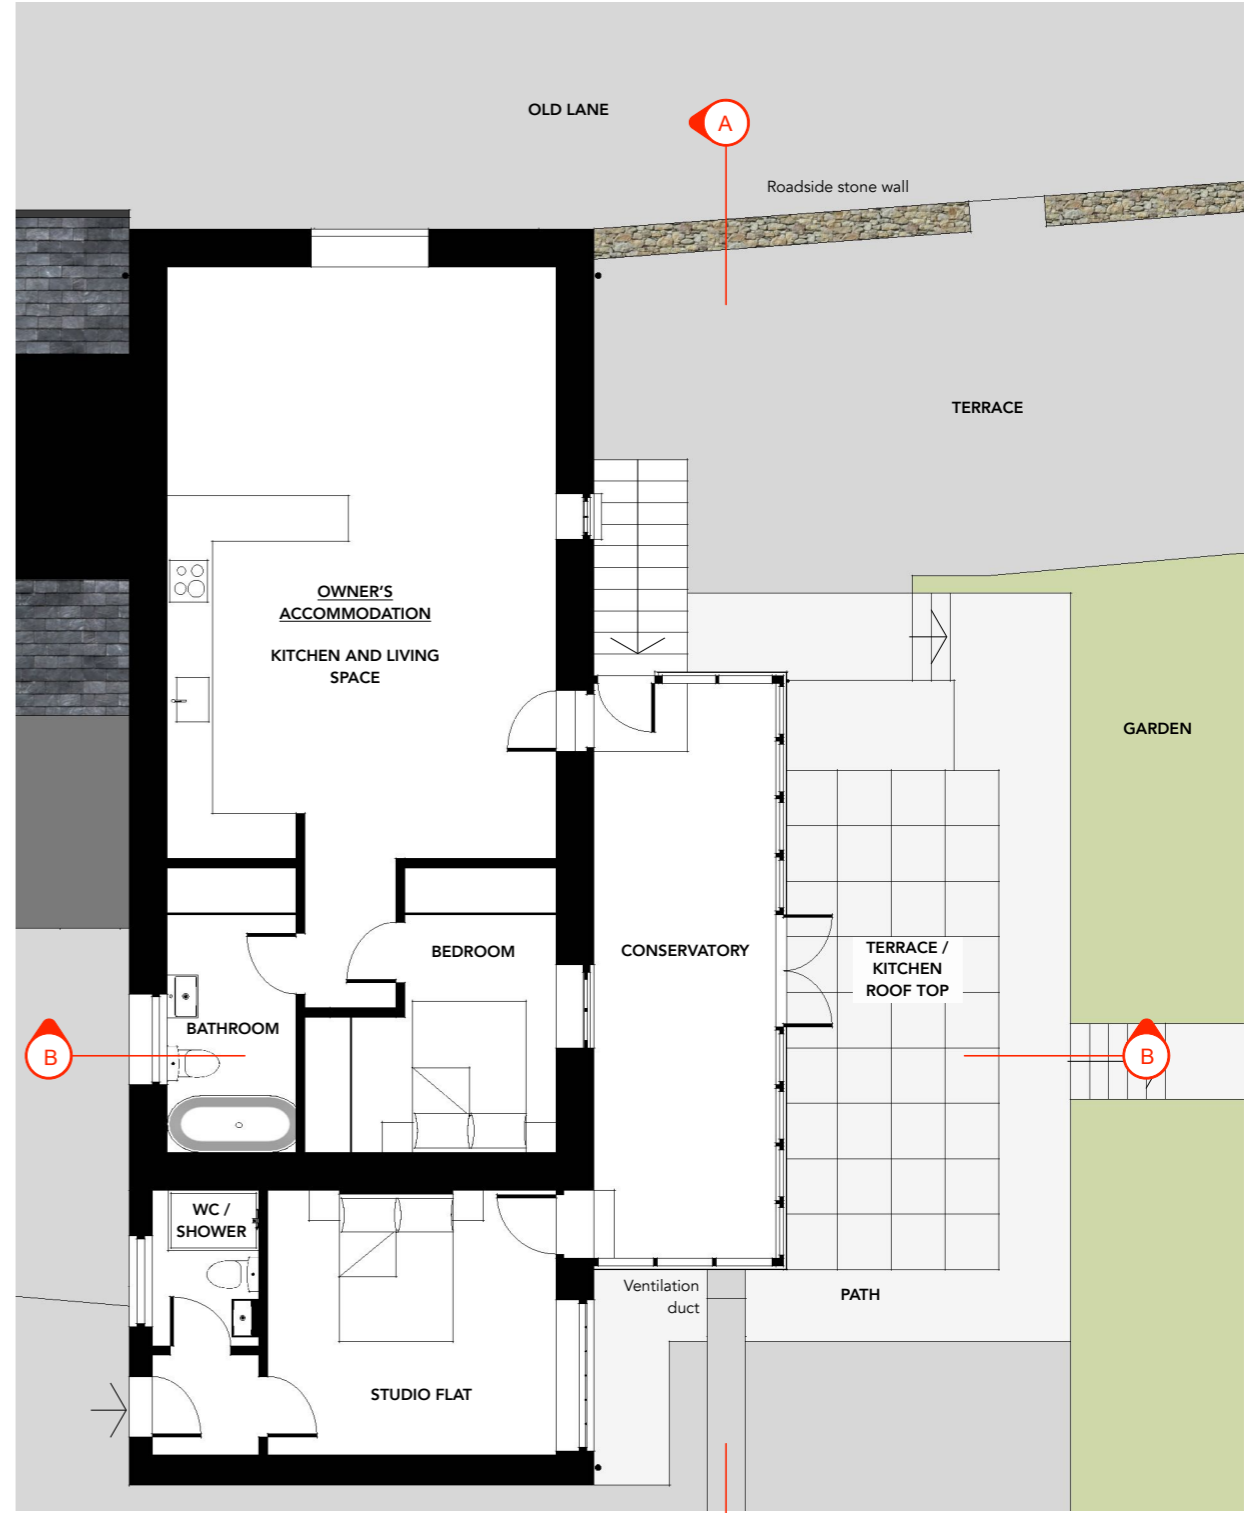 OLD LANE
A
Roadside stone wall
TERRACE
OWNER'S
ACCOMMODATION
KITCHEN AND LIVING
SPACE
GARDEN
BEDROOM
CONSERVATORY
TERRACE /
KITCHEN
ROOF TOP
BATHROOM
B
B
WC /
SHOWER
Ventilation
duct
PATH
STUDIO FLAT